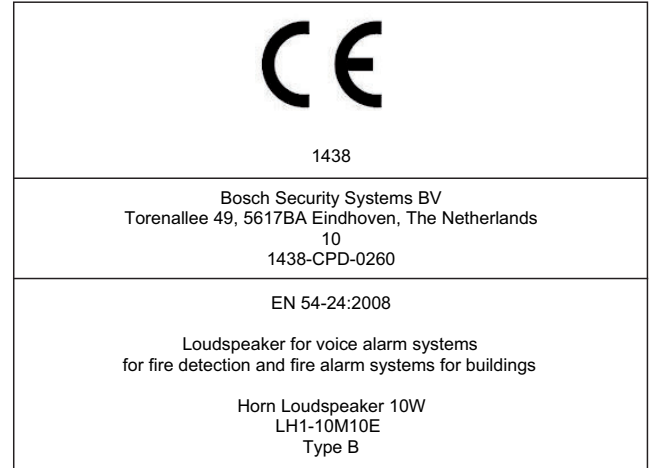 CE
1438
Bosch Security Systems BV
Torenallee 49, 5617BA Eindhoven, The Netherlands
10
1438-CPD-0260
EN 54-24:2008
Loudspeaker for voice alarm systems
for fire detection and fire alarm systems for buildings
Horn Loudspeaker 10W
LH1-10M10E
Type B